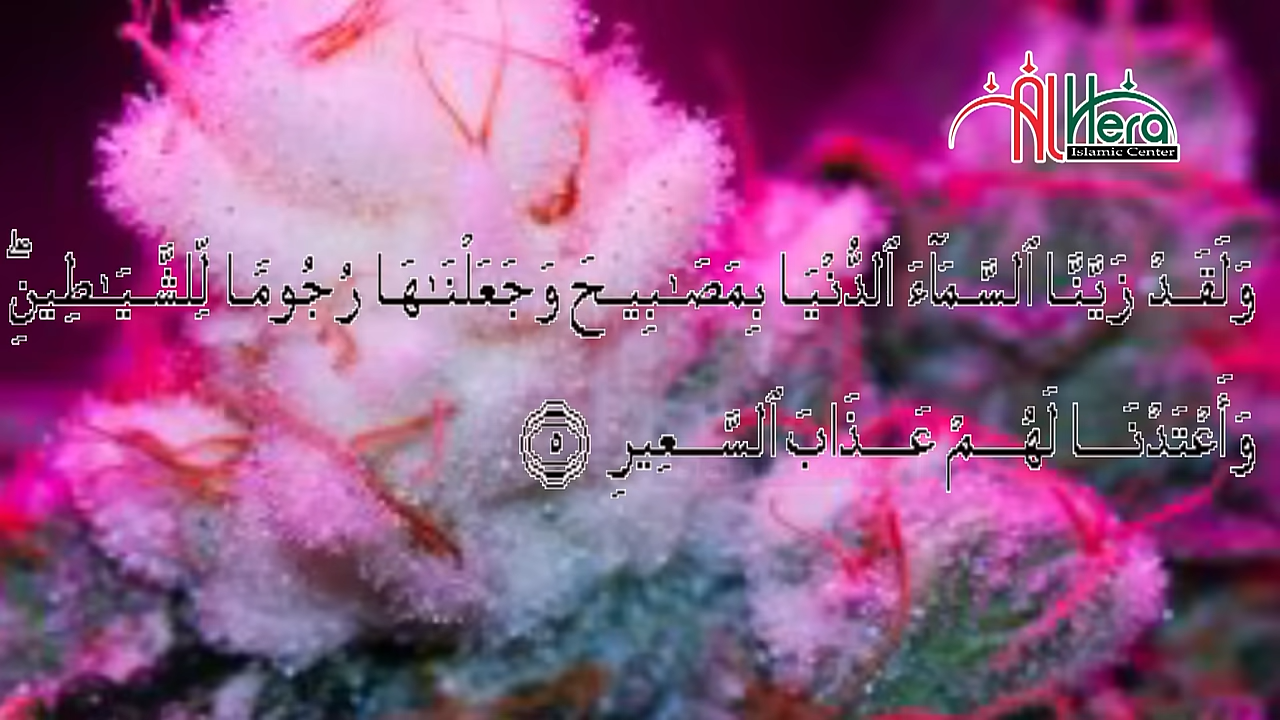 AlHera
Islamic Center
وَلَقَدْ زَيَّنَّا ٱلسَّمَآءَ ٱلدُّنْيَا بِمَصَـٰبِيحَ وَجَعَلْنَـٰهَا رُجُومًا لِّلشَّيَـٰطِينِ ۖ
وَأَعْتَدْنَا لَهُمْ عَذَابَ ٱلسَّعِيرِ ٥